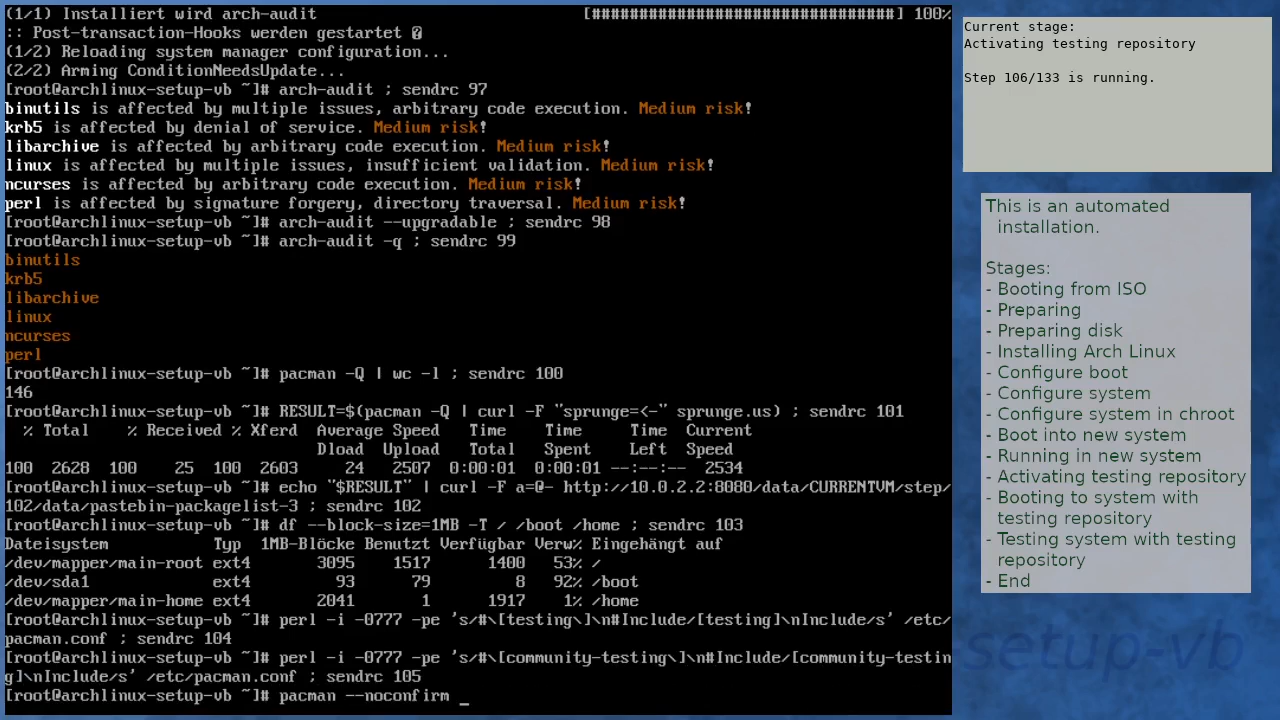 (1/1) Installiert wird arch-audit [################################] 100%
:: Post-transaction-Hooks werden gestartet �
(1/2) Reloading system manager configuration...
(2/2) Arming ConditionNeedsUpdate...
[root@archlinux-setup-vb ~]# arch-audit ; sendrc 97
binutils is affected by multiple issues, arbitrary code execution. Medium risk!
krb5 is affected by denial of service. Medium risk!
libarchive is affected by arbitrary code execution. Medium risk!
linux is affected by multiple issues, insufficient validation. Medium risk!
ncurses is affected by arbitrary code execution. Medium risk!
perl is affected by signature forgery, directory traversal. Medium risk!
[root@archlinux-setup-vb ~]# arch-audit --upgradable ; sendrc 98
[root@archlinux-setup-vb ~]# arch-audit -q ; sendrc 99
binutils
krb5
libarchive
linux
ncurses
perl
[root@archlinux-setup-vb ~]# pacman -Q | wc -l ; sendrc 100
146
[root@archlinux-setup-vb ~]# RESULT=$(pacman -Q | curl -F "sprunge=<-" sprunge.us) ; sendrc 101
% Total % Received % Xferd Average Speed Time Time Time Current
Dload Upload Total Spent Left Speed
100 2628 100 25 100 2603 24 2507 0:00:01 0:00:01 --:--:-- 2534
[root@archlinux-setup-vb ~]# echo "$RESULT" | curl -F a=@- http://10.0.2.2:8080/data/CURRENTVM/step/
102/data/pastebin-packagelist-3 ; sendrc 102
[root@archlinux-setup-vb ~]# df --block-size=1MB -T / /boot /home ; sendrc 103
Dateisystem Typ 1MB-Blöcke Benutzt Verfügbar Verw% Eingehängt auf
/dev/mapper/main-root ext4 3095 1517 1400 53% /
/dev/sda1 ext4 93 79 8 92% /boot
/dev/mapper/main-home ext4 2041 1 1917 1% /home
[root@archlinux-setup-vb ~]# perl -i -0777 -pe 's/#\[testing\]\n#Include/[testing]\nInclude/s' /etc/
pacman.conf ; sendrc 104
[root@archlinux-setup-vb ~]# perl -i -0777 -pe 's/#\[community-testing\]\n#Include/[community-testin
g]\nInclude/s' /etc/pacman.conf ; sendrc 105
[root@archlinux-setup-vb ~]# pacman --noconfirm _
Current stage:
Activating testing repository
Step 106/133 is running.
This is an automated
installation.
Stages:
- Booting from ISO
- Preparing
- Preparing disk
- Installing Arch Linux
- Configure boot
- Configure system
- Configure system in chroot
- Boot into new system
- Running in new system
- Activating testing repository
- Booting to system with
testing repository
- Testing system with testing
repository
- End
setup-vb